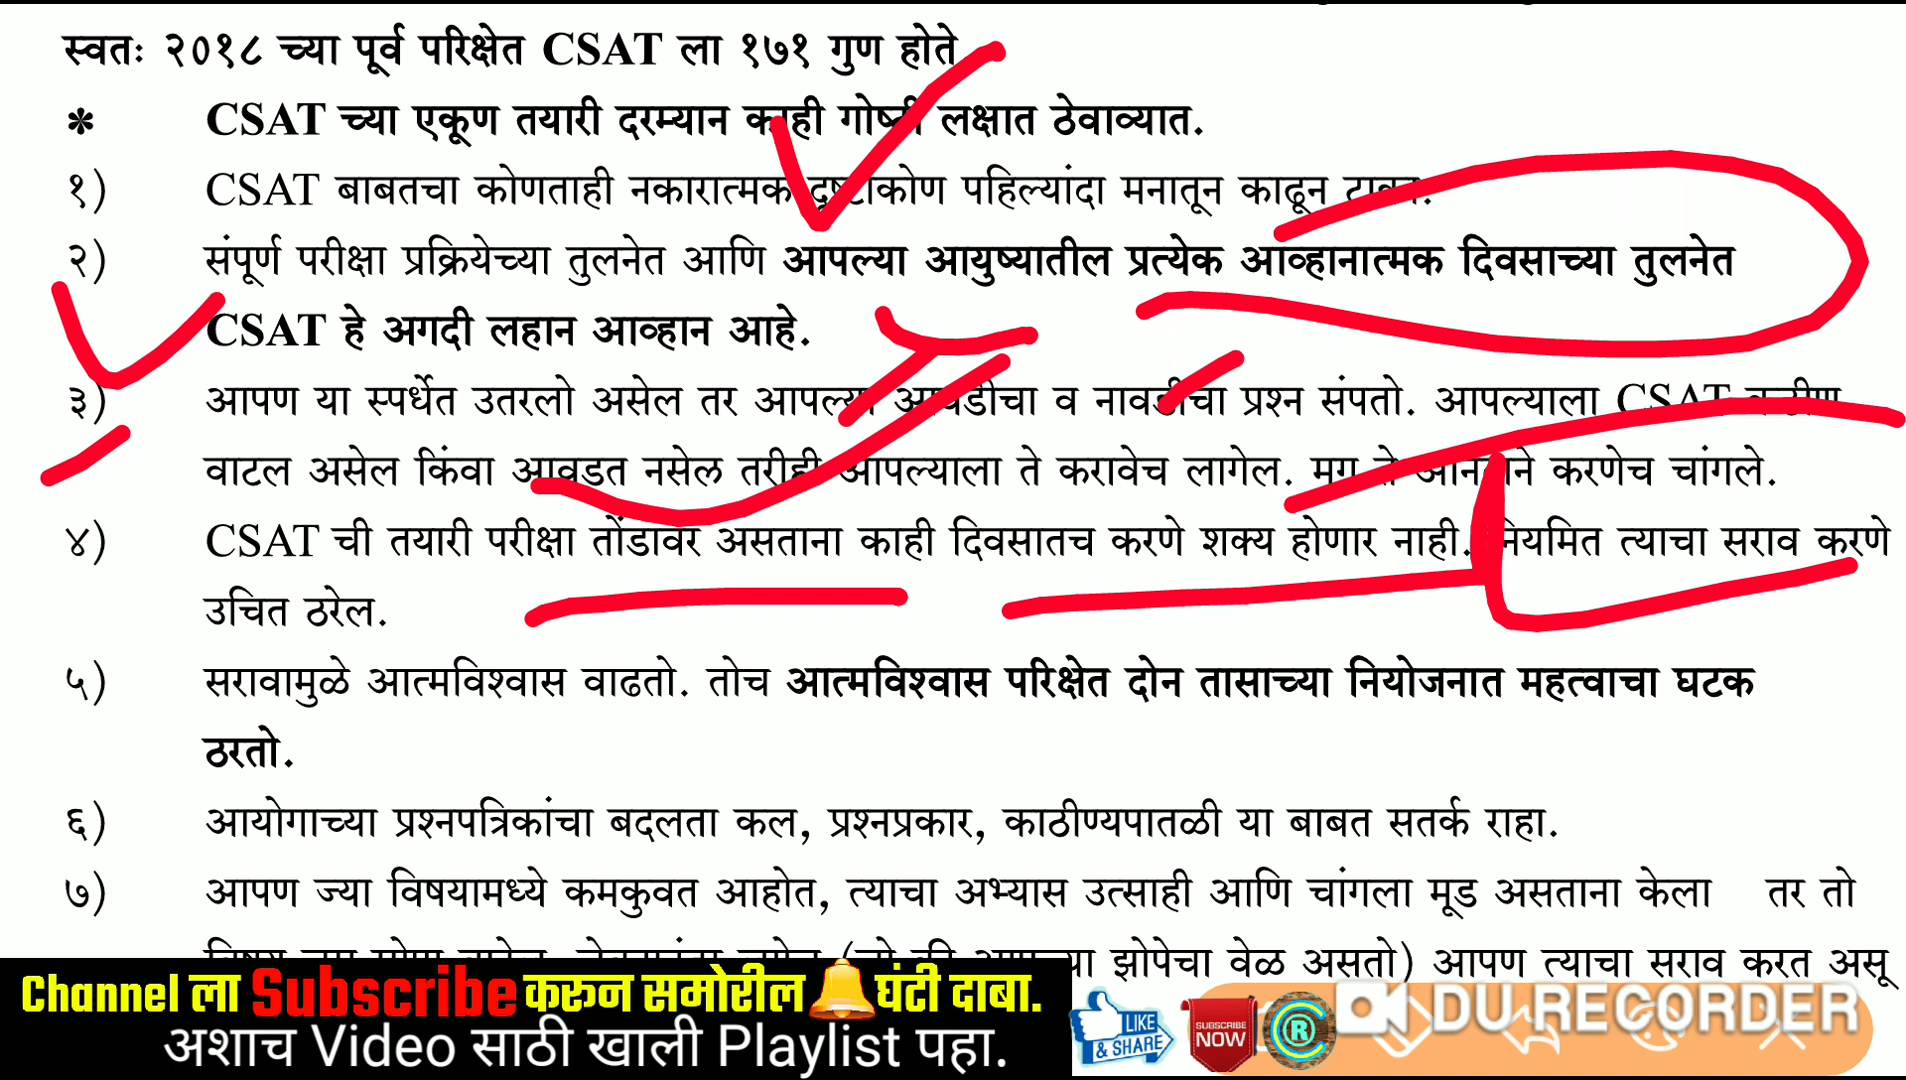 स्वतः २०१८ च्या पूर्व परिक्षेत CSAT ला १७१ गुण होते
* CSAT च्या एकूण तयारी दरम्यान काही गोष्टी लक्षात ठेवाव्यात.
१) CSAT बाबतचा कोणताही नकारात्मक दृष्टीकोण पहिल्यांदा मनातून काढून टाका.
२) संपूर्ण परीक्षा प्रक्रियेच्या तुलनेत आणि आपल्या आयुष्यातील प्रत्येक आव्हानात्मक दिवसाच्या तुलनेत
CSAT हे अगदी लहान आव्हान आहे.
३) आपण या स्पर्धेत उतरलो असेल तर आपल्या आवडीचा व नावडीचा प्रश्न संपतो. आपल्याला CSAT कठीण
वाटल असेल किंवा आवडत नसेल तरीही आपल्याला ते करावेच लागेल. मग ते आनंदाने करणेच चांगले.
४) CSAT ची तयारी परीक्षा तोंडावर असताना काही दिवसातच करणे शक्य होणार नाही. नियमित त्याचा सराव करणे
उचित ठरेल.
५) सरावामुळे आत्मविश्वास वाढतो. तोच आत्मविश्वास परिक्षेत दोन तासाच्या नियोजनात महत्वाचा घटक
ठरतो.
६) आयोगाच्या प्रश्नपत्रिकांचा बदलता कल, प्रश्नप्रकार, काठीण्यपातळी या बाबत सतर्क राहा.
७) आपण ज्या विषयामध्ये कमकुवत आहोत, त्याचा अभ्यास उत्साही आणि चांगला मूड असताना केला तर तो
झोपेचा वेळ असतो) आपण त्याचा सराव करत असू
Channel ला Subscribe करून समोरील घंटी दाबा.
अशाच Video साठी खाली Playlist पहा.
LIKE
& SHARE
SUBSCRIBE
NOW
DU RECORDER